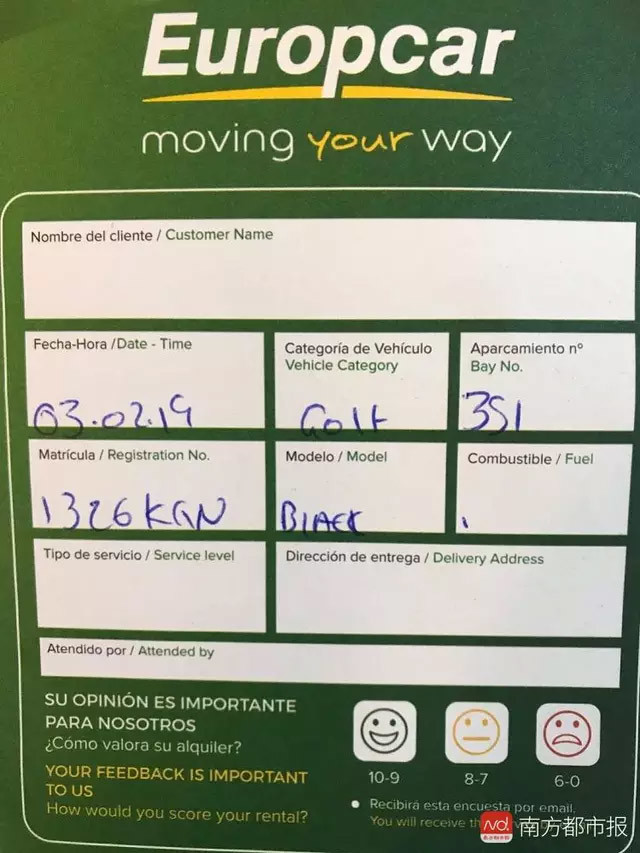 Europcar
moving your way
Nombre del cliente / Customer Name
Fecha-Hora /Date - Time
03.02.19
Categoría de Vehículo
Vehicle Category
Golf
Aparcamiento nº
Bay No.
351
Matrícula / Registration No.
1326KGN
Modelo / Model
BLACK
Combustible / Fuel
Tipo de servicio / Service level
Dirección de entrega / Delivery Address
Atendido por / Attended by
SU OPINIÓN ES IMPORTANTE
PARA NOSOTROS
¿Cómo valora su alquiler?
YOUR FEEDBACK IS IMPORTANT
TO US
How would you score your rental?
10-9
8-7
6-0
Recibirá esta encuesta por email.
You will receive th
南方都市报